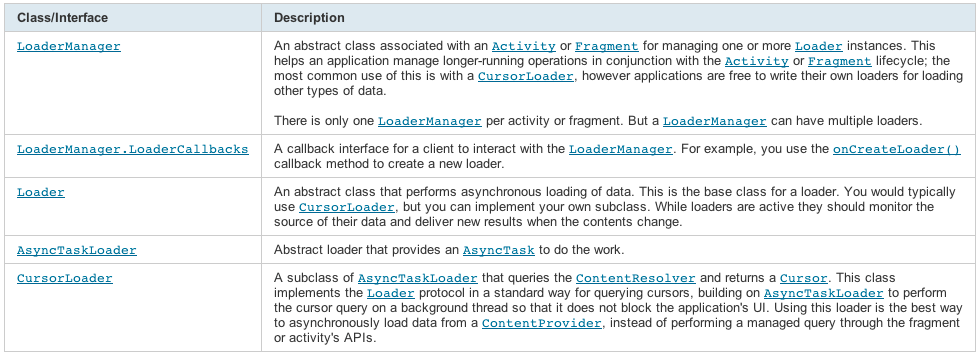 Class/Interface Description
LoaderManager An abstract class associated with an Activity or Fragment for managing one or more Loader instances. This
helps an application manage longer-running operations in conjunction with the Activity or Fragment lifecycle; the
most common use of this is with a CursorLoader, however applications are free to write their own loaders for loading
other types of data.
There is only one LoaderManager per activity or fragment. But a LoaderManager can have multiple loaders.
LoaderManager.LoaderCallbacks A callback interface for a client to interact with the LoaderManager. For example, you use the onCreateLoader()
callback method to create a new loader.
Loader An abstract class that performs asynchronous loading of data. This is the base class for a loader. You would typically
use CursorLoader, but you can implement your own subclass. While loaders are active they should monitor the
source of their data and deliver new results when the contents change.
AsyncTaskLoader Abstract loader that provides an AsyncTask to do the work.
CursorLoader A subclass of AsyncTaskLoader that queries the ContentResolver and returns a Cursor. This class
implements the Loader protocol in a standard way for querying cursors, building on AsyncTaskLoader to perform
the cursor query on a background thread so that it does not block the application's UI. Using this loader is the best way
to asynchronously load data from a ContentProvider, instead of performing a managed query through the fragment
or activity's APIs.